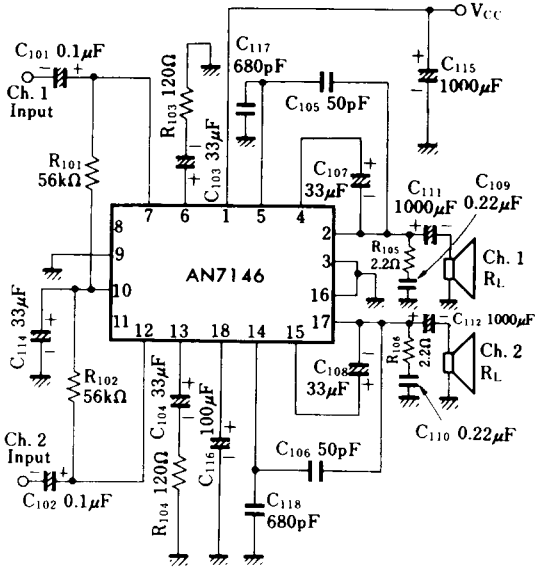 V_CC
C₁₀₁ 0.1μF
− +
Ch. 1
Input
R₁₀₁
56kΩ
R₁₀₃ 120Ω
C₁₀₃ 33μF
+ −
C₁₁₇
680pF
C₁₀₅ 50pF
+ −
C₁₁₅
1000μF
C₁₀₇
33μF
+ −
C₁₁₁
1000μF
+ −
C₁₀₉
0.22μF
R₁₀₅
2.2Ω
Ch. 1
R_L
7 6 1 5 4
8
9
10
11
AN7146
2
3
16
17
12 13 18 14 15
C₁₁₄ 33μF
+ −
R₁₀₂
56kΩ
C₁₀₄ 33μF
+ −
R₁₀₄ 120Ω
100μF
C₁₁₆
+ −
C₁₀₈
33μF
− +
+ −
C₁₁₂ 1000μF
R₁₀₆
2.2Ω
Ch. 2
R_L
C₁₁₀ 0.22μF
C₁₀₆ 50pF
C₁₁₈
680pF
Ch. 2
Input
− +
C₁₀₂ 0.1μF